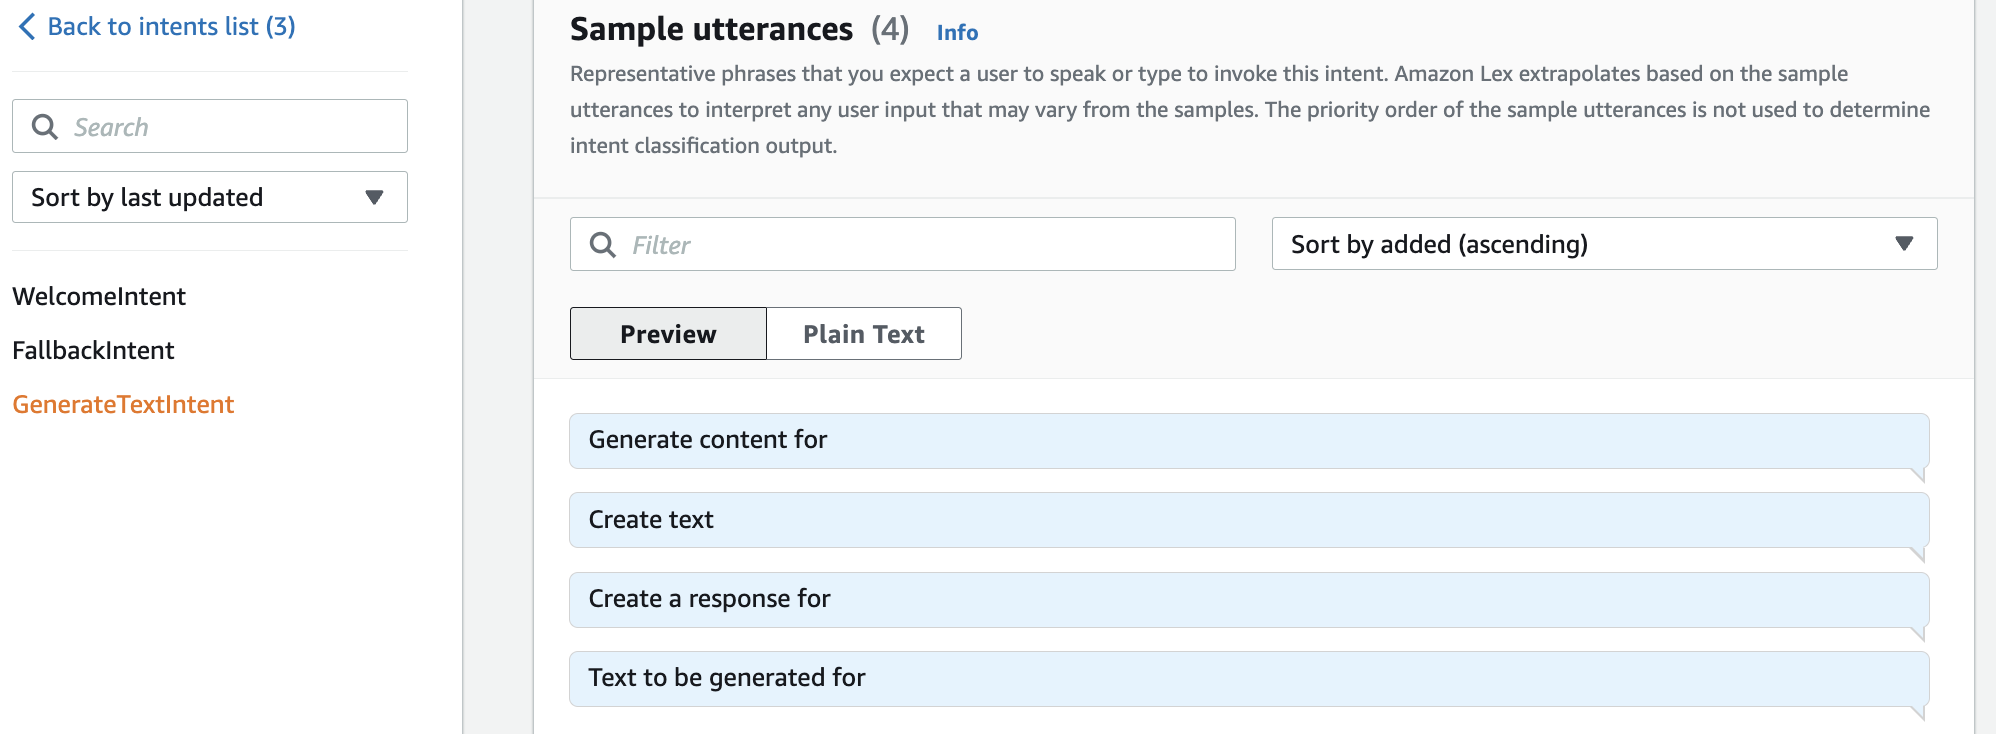 Back to intents list (3)
Search
Sort by last updated
WelcomeIntent
FallbackIntent
GenerateTextIntent
Sample utterances (4) Info
Representative phrases that you expect a user to speak or type to invoke this intent. Amazon Lex extrapolates based on the sample
utterances to interpret any user input that may vary from the samples. The priority order of the sample utterances is not used to determine
intent classification output.
Filter
Sort by added (ascending)
Preview
Plain Text
Generate content for
Create text
Create a response for
Text to be generated for